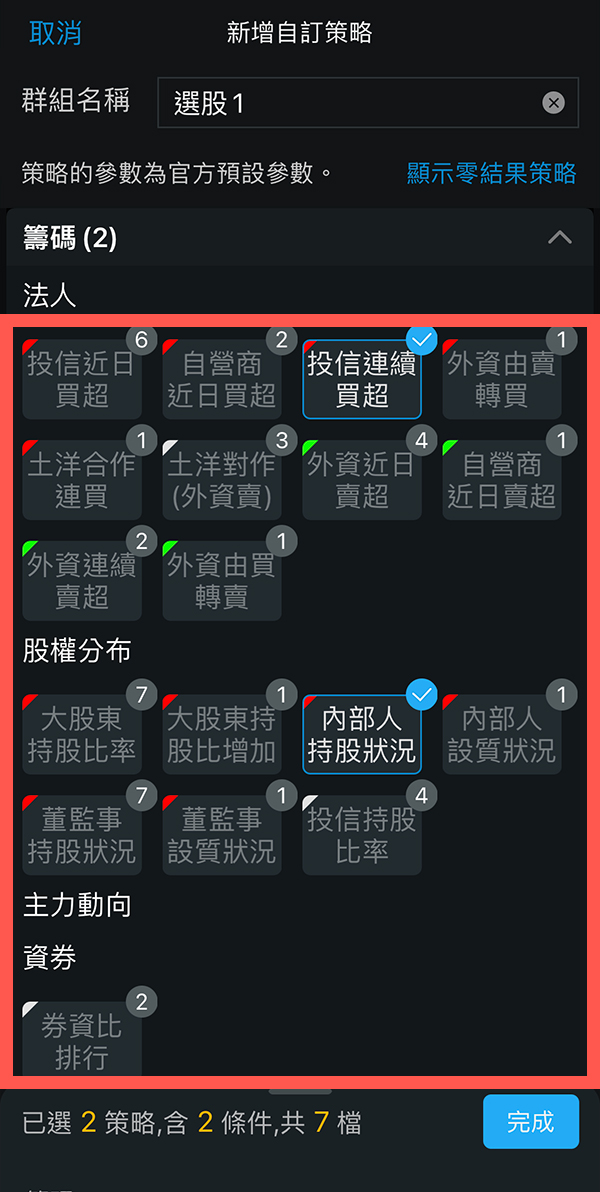 取消
新增自訂策略
群組名稱
選股1
策略的參數為官方預設參數。
顯示零結果策略
籌碼 (2)
法人
6
投信近日
買超
2
自營商
近日買超
投信連續
買超
1
外資由賣
轉買
1
土洋合作
連買
3
土洋對作
(外資賣)
4
外資近日
賣超
1
自營商
近日賣超
2
外資連續
賣超
1
外資由買
轉賣
股權分布
7
大股東
持股比率
1
大股東持
股比增加
內部人
持股狀況
1
內部人
設質狀況
7
董監事
持股狀況
1
董監事
設質狀況
4
投信持股
比率
主力動向
資券
2
券資比
排行
已選 2 策略,含 2 條件,共 7 檔
完成